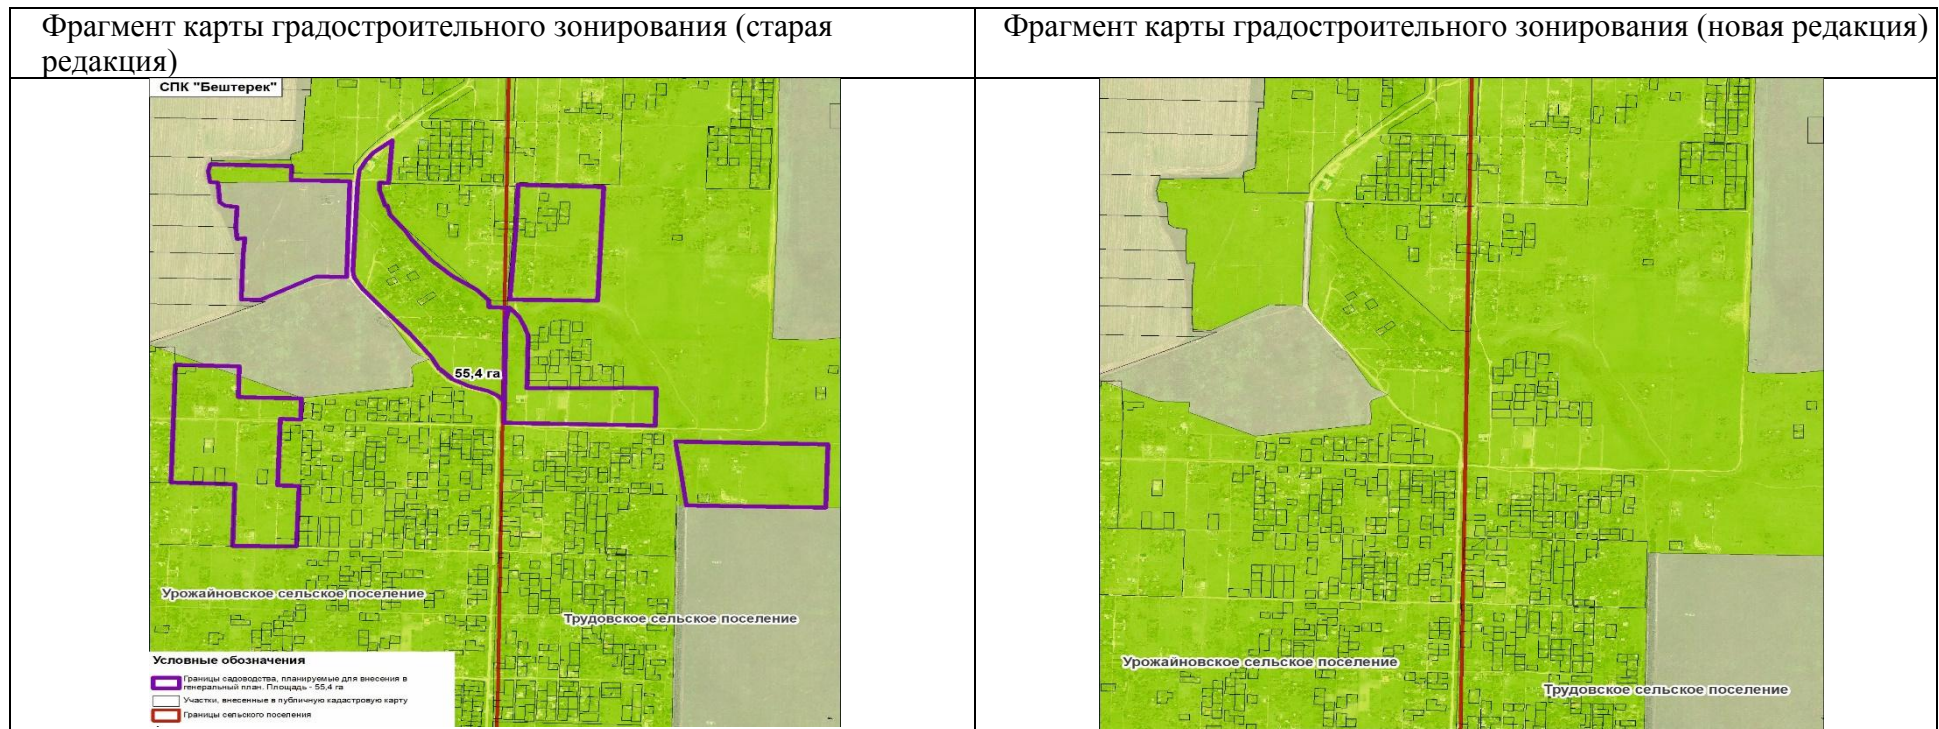 Фрагмент карты градостроительного зонирования (старая
редакция)
Фрагмент карты градостроительного зонирования (новая редакция)
СПК "Бештерек"
55,4 га
Урожайновское сельское поселение
Трудовское сельское поселение
Условные обозначения
Границы садоводства, планируемые для внесения в
генеральный план. Площадь - 55,4 га
Участки, внесенные в публичную кадастровую карту
Границы сельского поселения
Урожайновское сельское поселение
Трудовское сельское поселение